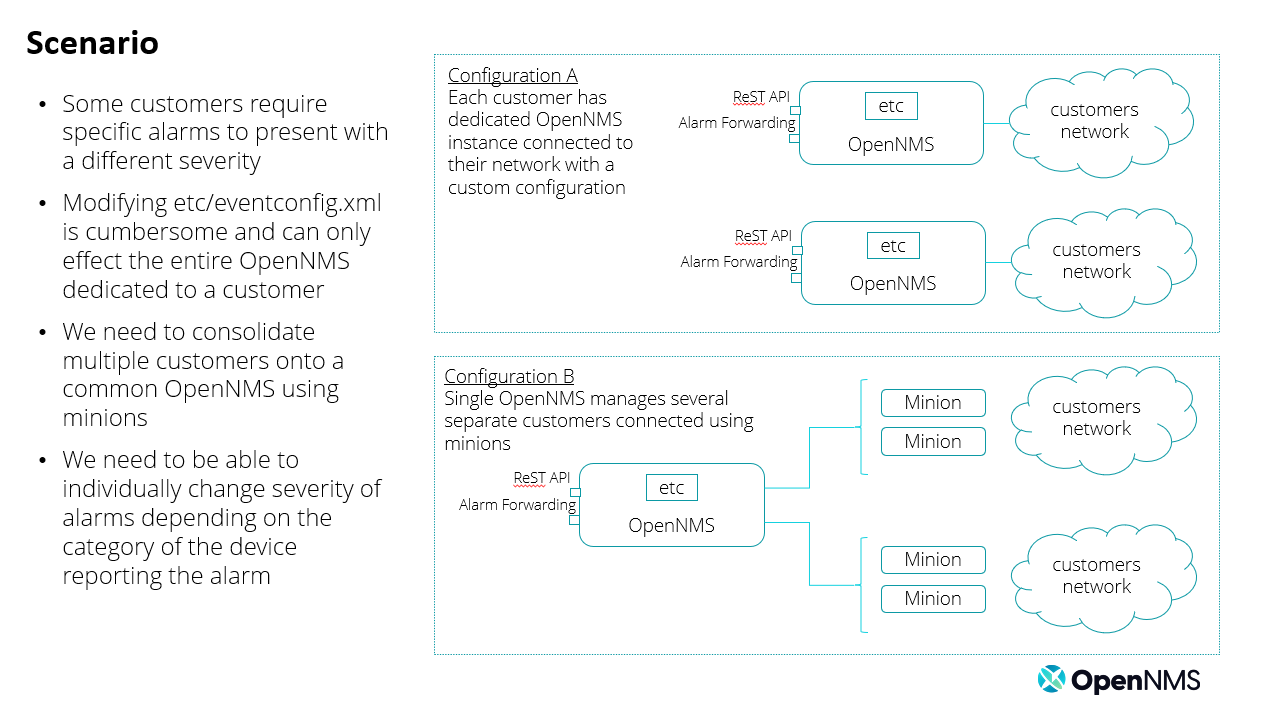 Scenario
• Some customers require
specific alarms to present with
a different severity
• Modifying etc/eventconfig.xml
is cumbersome and can only
effect the entire OpenNMS
dedicated to a customer
• We need to consolidate
multiple customers onto a
common OpenNMS using
minions
• We need to be able to
individually change severity of
alarms depending on the
category of the device
reporting the alarm
Configuration A
Each customer has
dedicated OpenNMS
instance connected to
their network with a
custom configuration
ReST API
Alarm Forwarding
etc
OpenNMS
customers
network
ReST API
Alarm Forwarding
etc
OpenNMS
customers
network
Configuration B
Single OpenNMS manages several
separate customers connected using
minions
ReST API
Alarm Forwarding
etc
OpenNMS
Minion
Minion
customers
network
Minion
Minion
customers
network
OpenNMS